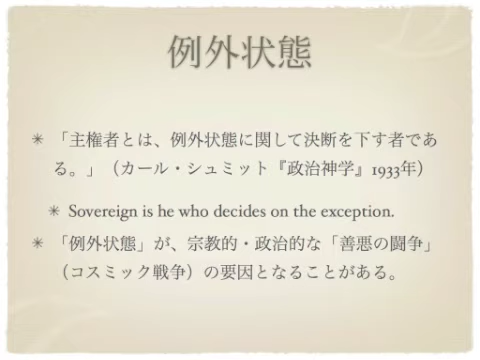 例外状態
「主権者とは、例外状態に関して決断を下す者であ
る。」（カール・シュミット『政治神学』1933年）
Sovereign is he who decides on the exception.
「例外状態」が、宗教的・政治的な「善悪の闘争」
（コスミック戦争）の要因となることがある。